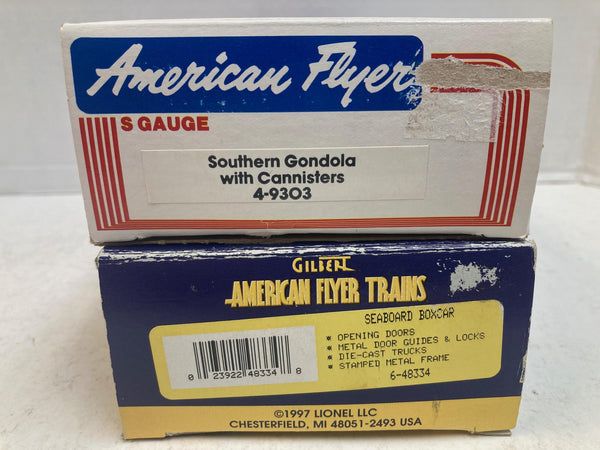 American Flyer
S GAUGE
Southern Gondola
with Cannisters
4-9303
GILBERT
AMERICAN FLYER TRAINS
SEABOARD BOXCAR
* OPENING DOORS
* METAL DOOR GUIDES & LOCKS
* DIE-CAST TRUCKS
* STAMPED METAL FRAME
6-48334
0 23922 48334 8
©1997 LIONEL LLC
CHESTERFIELD, MI 48051-2493 USA